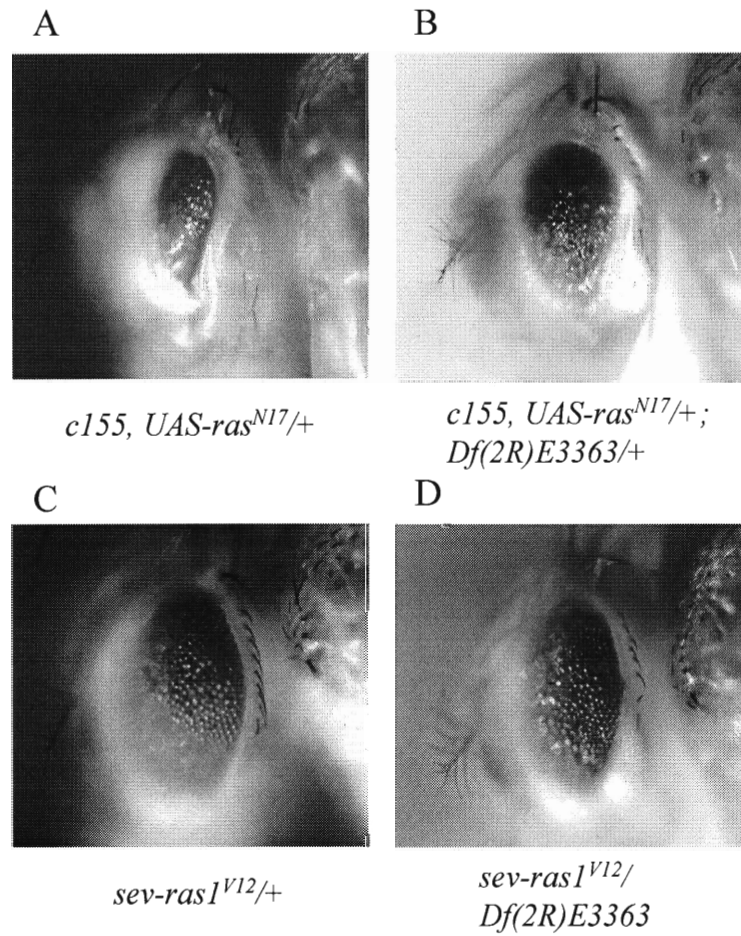 A
B
c155, UAS-ras^N17/+
c155, UAS-ras^N17/+;
Df(2R)E3363/+
C
D
sev-ras1^V12/+
sev-ras1^V12/
Df(2R)E3363